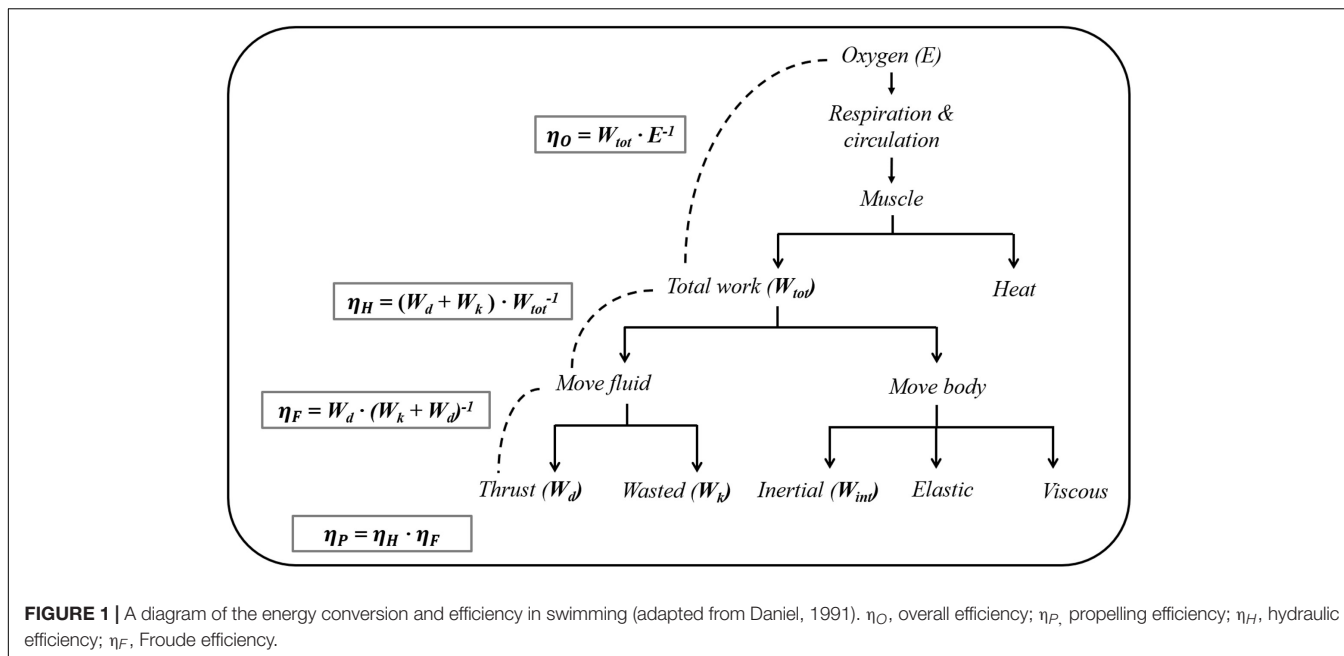 Oxygen (E)
Respiration &
circulation
η_O = W_tot · E^-1
Muscle
Total work (W_tot)
Heat
η_H = (W_d + W_k) · W_tot^-1
Move fluid
Move body
η_F = W_d · (W_k + W_d)^-1
Thrust (W_d)
Wasted (W_k)
Inertial (W_int)
Elastic
Viscous
η_P = η_H · η_F
FIGURE 1 | A diagram of the energy conversion and efficiency in swimming (adapted from Daniel, 1991). η_O, overall efficiency; η_P, propelling efficiency; η_H, hydraulic
efficiency; η_F, Froude efficiency.